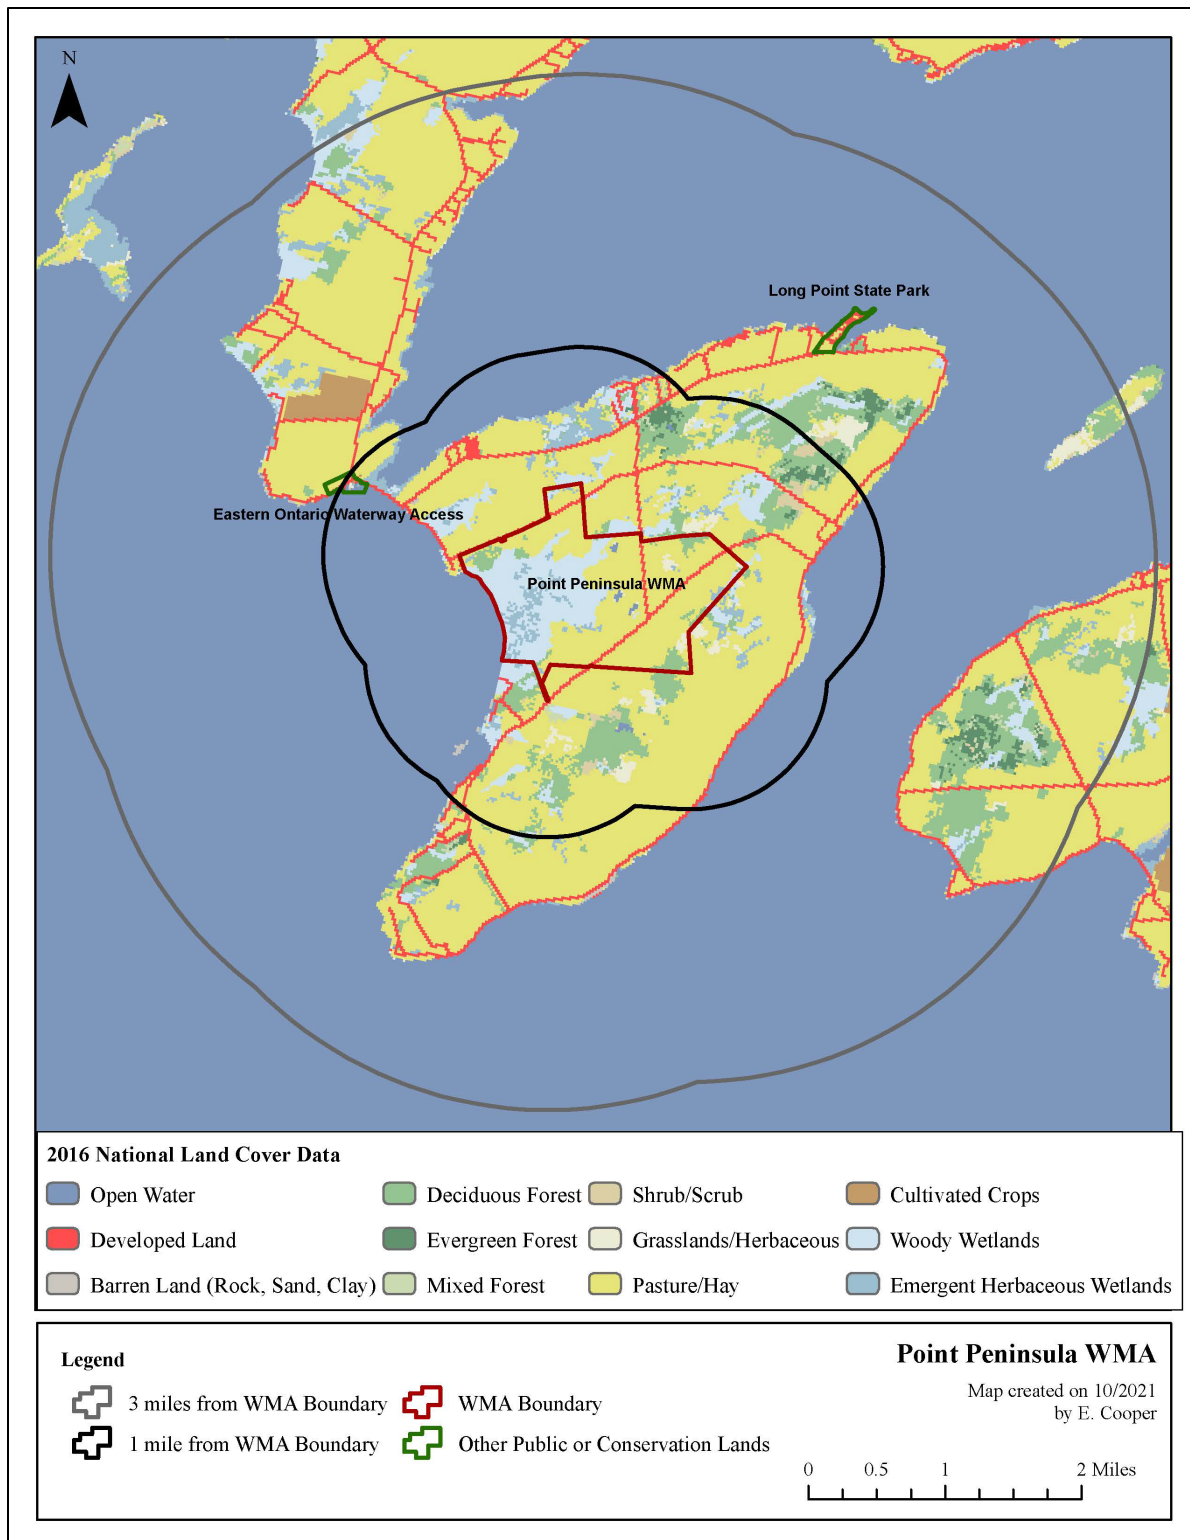 N
Long Point State Park
Eastern Ontario Waterway Access
Point Peninsula WMA
2016 National Land Cover Data
Open Water
Deciduous Forest
Shrub/Scrub
Cultivated Crops
Developed Land
Evergreen Forest
Grasslands/Herbaceous
Woody Wetlands
Barren Land (Rock, Sand, Clay)
Mixed Forest
Pasture/Hay
Emergent Herbaceous Wetlands
Legend
3 miles from WMA Boundary
WMA Boundary
1 mile from WMA Boundary
Other Public or Conservation Lands
Point Peninsula WMA
Map created on 10/2021
by E. Cooper
0 0.5 1 2 Miles